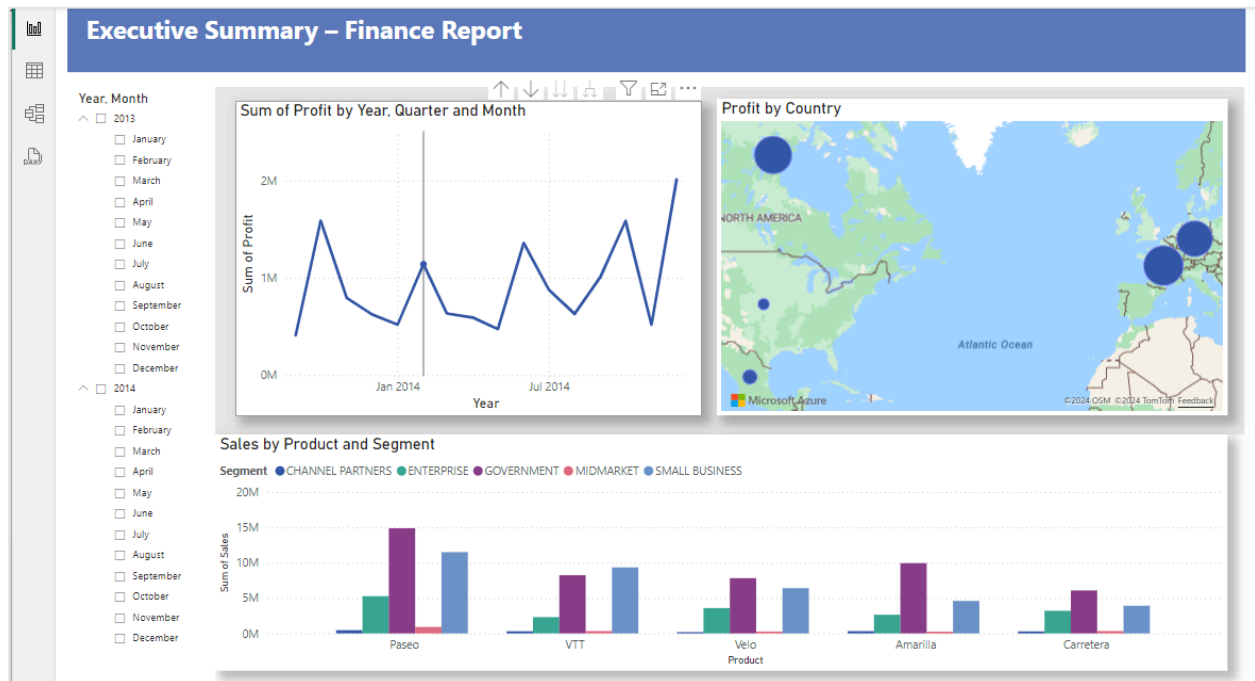 Executive Summary – Finance Report
Year, Month
2013
January
February
March
April
May
June
July
August
September
October
November
December
2014
January
February
March
April
May
June
July
August
September
October
November
December
Sum of Profit by Year, Quarter and Month
Sum of Profit
2M
1M
0M
Jan 2014
Jul 2014
Year
Profit by Country
NORTH AMERICA
Atlantic Ocean
Microsoft Azure
©2024 OSM ©2024 TomTom Feedback
Sales by Product and Segment
Segment CHANNEL PARTNERS ENTERPRISE GOVERNMENT MIDMARKET SMALL BUSINESS
Sum of Sales
20M
15M
10M
5M
0M
Paseo VTT Velo Amarilla Carretera
Product
DAX